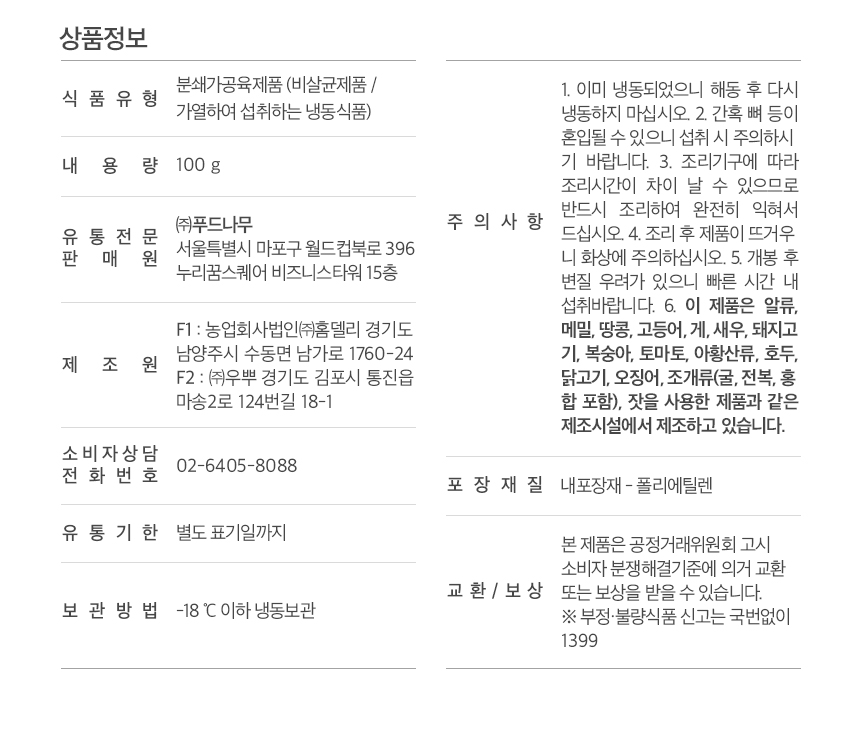 상품정보
식 품 유 형
분쇄가공육제품 (비살균제품 /
가열하여 섭취하는 냉동식품)
내 용 량
100 g
유 통 전 문
판 매 원
㈜푸드나무
서울특별시 마포구 월드컵북로 396
누리꿈스퀘어 비즈니스타워 15층
제 조 원
F1 : 농업회사법인㈜홈델리 경기도
남양주시 수동면 남가로 1760-24
F2 : ㈜우뿌 경기도 김포시 통진읍
마송2로 124번길 18-1
소비자상담
전 화 번 호
02-6405-8088
유 통 기 한
별도 표기일까지
보 관 방 법
-18 ℃ 이하 냉동보관
주 의 사 항
1. 이미 냉동되었으니 해동 후 다시
냉동하지 마십시오. 2. 간혹 뼈 등이
혼입될 수 있으니 섭취 시 주의하시
기 바랍니다. 3. 조리기구에 따라
조리시간이 차이 날 수 있으므로
반드시 조리하여 완전히 익혀서
드십시오. 4. 조리 후 제품이 뜨거우
니 화상에 주의하십시오. 5. 개봉 후
변질 우려가 있으니 빠른 시간 내
섭취바랍니다. 6. 이 제품은 알류,
메밀, 땅콩, 고등어, 게, 새우, 돼지고
기, 복숭아, 토마토, 아황산류, 호두,
닭고기, 오징어, 조개류(굴, 전복, 홍
합 포함), 잣을 사용한 제품과 같은
제조시설에서 제조하고 있습니다.
포 장 재 질
내포장재 - 폴리에틸렌
교 환 / 보 상
본 제품은 공정거래위원회 고시
소비자 분쟁해결기준에 의거 교환
또는 보상을 받을 수 있습니다.
※ 부정·불량식품 신고는 국번없이
1399